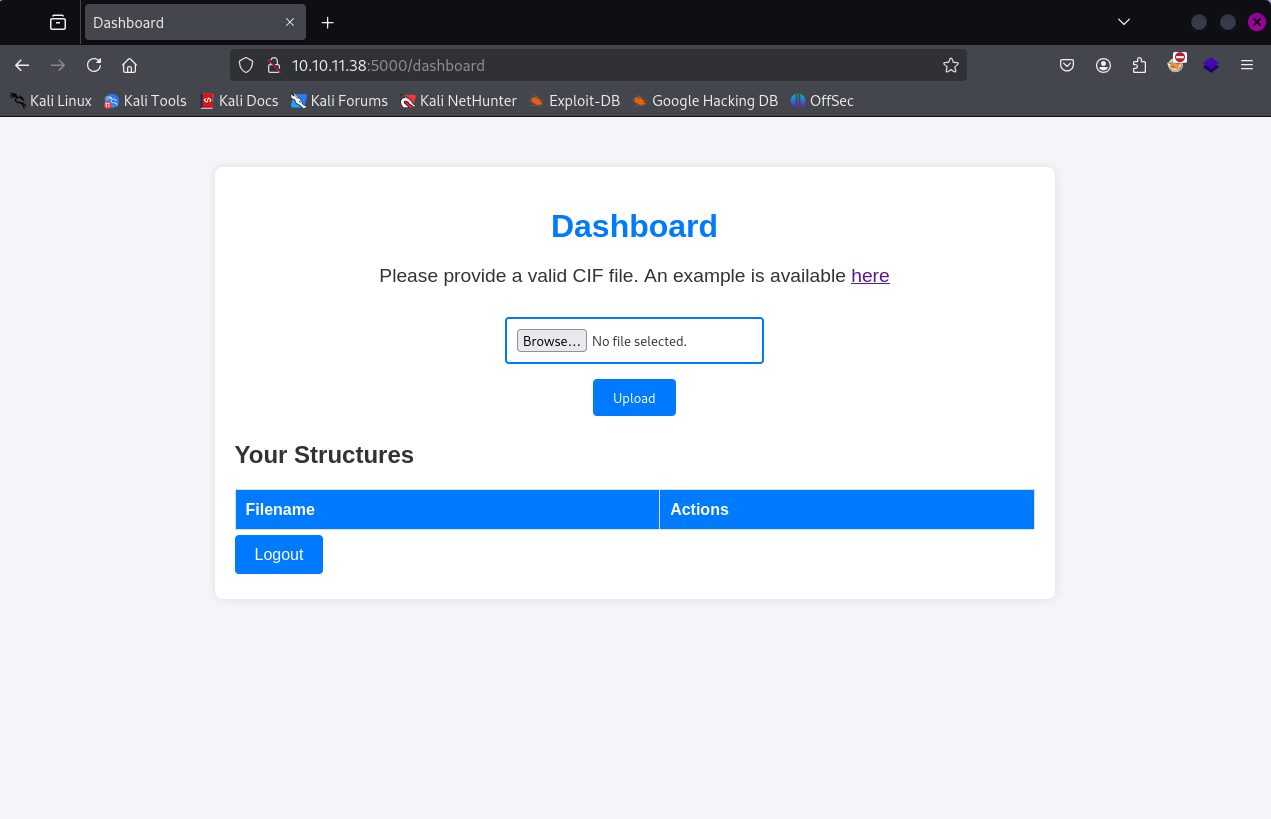 Dashboard
10.10.11.38:5000/dashboard
Kali Linux Kali Tools Kali Docs Kali Forums Kali NetHunter Exploit-DB Google Hacking DB OffSec
Dashboard
Please provide a valid CIF file. An example is available here
Browse... No file selected.
Upload
Your Structures
Filename Actions
Logout